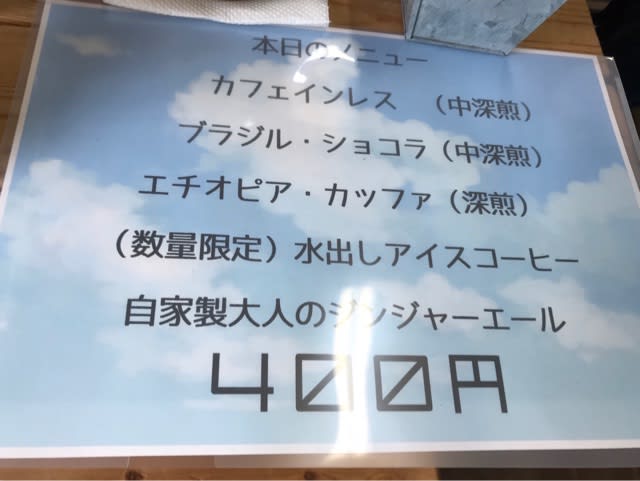 本日のメニュー
カフェインレス （中深煎）
ブラジル・ショコラ（中深煎）
エチオピア・カッファ（深煎）
（数量限定）水出しアイスコーヒー
自家製大人のジンジャーエール
400円